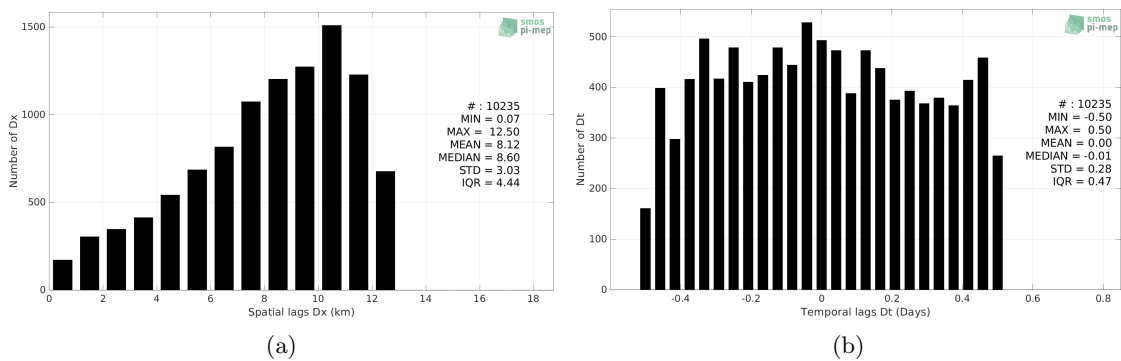 1500
1000
500
0
0
2
4
6
8
10
12
14
16
18
Number of Dx
Spatial lags Dx (km)
smos
pi-mep
# : 10235
MIN = 0.07
MAX = 12.50
MEAN = 8.12
MEDIAN = 8.60
STD = 3.03
IQR = 4.44
(a)
500
400
300
200
100
0
-0.4
-0.2
0
0.2
0.4
0.6
0.8
Number of Dt
Temporal lags Dt (Days)
smos
pi-mep
# : 10235
MIN = -0.50
MAX = 0.50
MEAN = 0.00
MEDIAN = -0.01
STD = 0.28
IQR = 0.47
(b)